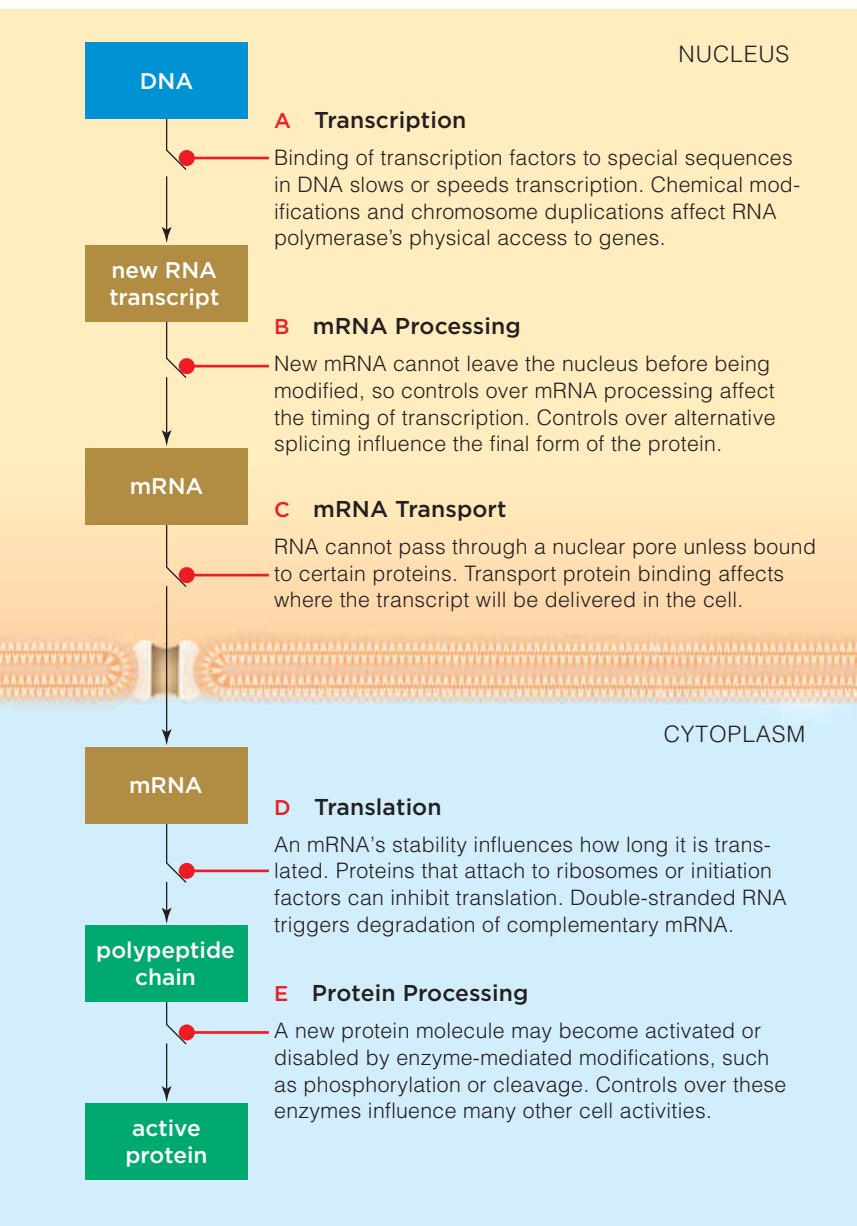 NUCLEUS
DNA
A Transcription
Binding of transcription factors to special sequences
in DNA slows or speeds transcription. Chemical mod-
ifications and chromosome duplications affect RNA
polymerase's physical access to genes.
new RNA
transcript
B mRNA Processing
New mRNA cannot leave the nucleus before being
modified, so controls over mRNA processing affect
the timing of transcription. Controls over alternative
splicing influence the final form of the protein.
mRNA
C mRNA Transport
RNA cannot pass through a nuclear pore unless bound
to certain proteins. Transport protein binding affects
where the transcript will be delivered in the cell.
CYTOPLASM
mRNA
D Translation
An mRNA's stability influences how long it is trans-
lated. Proteins that attach to ribosomes or initiation
factors can inhibit translation. Double-stranded RNA
triggers degradation of complementary mRNA.
polypeptide
chain
E Protein Processing
A new protein molecule may become activated or
disabled by enzyme-mediated modifications, such
as phosphorylation or cleavage. Controls over these
enzymes influence many other cell activities.
active
protein